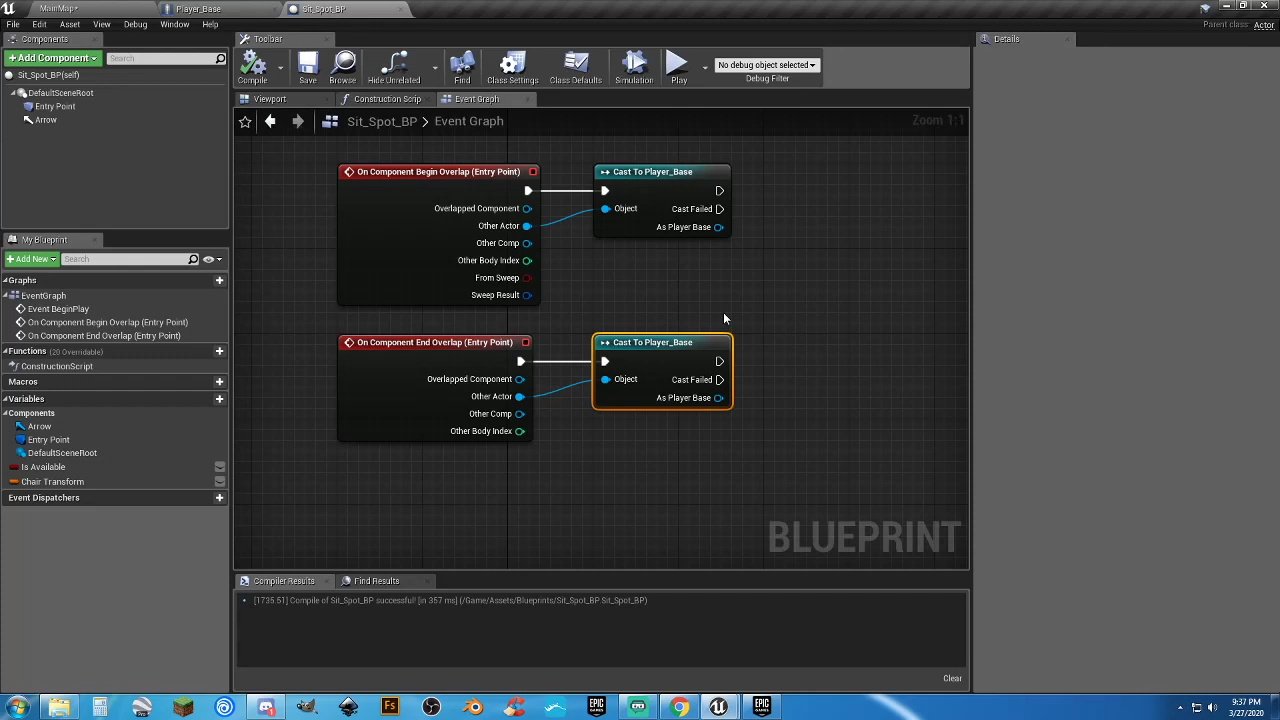 MainMap*
Player_Base
Sit_Spot_BP
File
Edit
Asset
View
Debug
Window
Help
Parent class: Actor
Components
Toolbar
Details
+Add Component
Search
Compile
Save
Browse
Hide Unrelated
Find
Class Settings
Class Defaults
Simulation
Play
No debug object selected
Debug Filter
Sit_Spot_BP(self)
DefaultSceneRoot
Entry Point
Arrow
Viewport
Construction Scrip
Event Graph
Sit_Spot_BP > Event Graph
Zoom 1:1
On Component Begin Overlap (Entry Point)
Overlapped Component
Other Actor
Other Comp
Other Body Index
From Sweep
Sweep Result
Cast To Player_Base
Object
Cast Failed
As Player Base
On Component End Overlap (Entry Point)
Overlapped Component
Other Actor
Other Comp
Other Body Index
Cast To Player_Base
Object
Cast Failed
As Player Base
BLUEPRINT
My Blueprint
+Add New
Search
Graphs
EventGraph
Event BeginPlay
On Component Begin Overlap (Entry Point)
On Component End Overlap (Entry Point)
Functions (20 Overridable)
ConstructionScript
Macros
Variables
Components
Arrow
Entry Point
DefaultSceneRoot
Is Available
Chair Transform
Event Dispatchers
Compiler Results
Find Results
[1735.51] Compile of Sit_Spot_BP successful! [in 357 ms] (/Game/Assets/Blueprints/Sit_Spot_BP.Sit_Spot_BP)
Clear
Pro
Fs
EPIC GAMES
EPIC GAMES
9:37 PM
3/27/2020